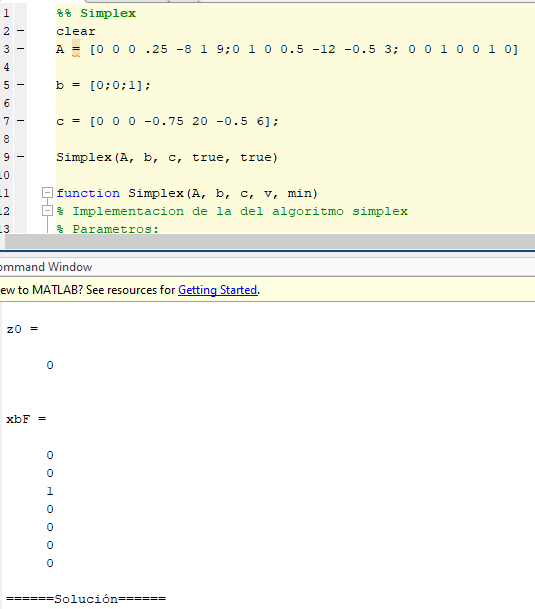 1 %% Simplex
2 - clear
3 - A = [0 0 0 .25 -8 1 9;0 1 0 0.5 -12 -0.5 3; 0 0 1 0 0 1 0]
4
5 - b = [0;0;1];
6
7 - c = [0 0 0 -0.75 20 -0.5 6];
8
9 - Simplex(A, b, c, true, true)
10
11 function Simplex(A, b, c, v, min)
12 % Implementacion de la del algoritmo simplex
13 % Parametros:
ommand Window
ew to MATLAB? See resources for Getting Started.
z0 =
0
xbF =
0
0
1
0
0
0
0
======Solución======